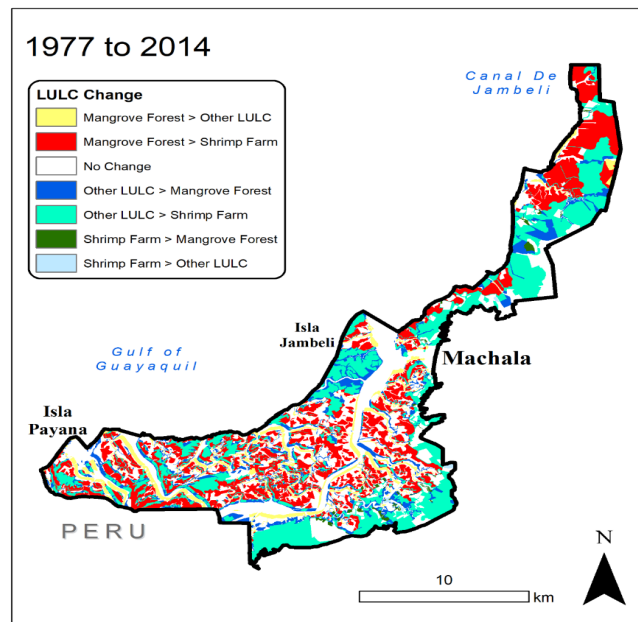 1977 to 2014
LULC Change
Mangrove Forest > Other LULC
Mangrove Forest > Shrimp Farm
No Change
Other LULC > Mangrove Forest
Other LULC > Shrimp Farm
Shrimp Farm > Mangrove Forest
Shrimp Farm > Other LULC
Canal De
Jambeli
Isla
Jambeli
Machala
Gulf of
Guayaquil
Isla
Payana
PERU
N
10
km